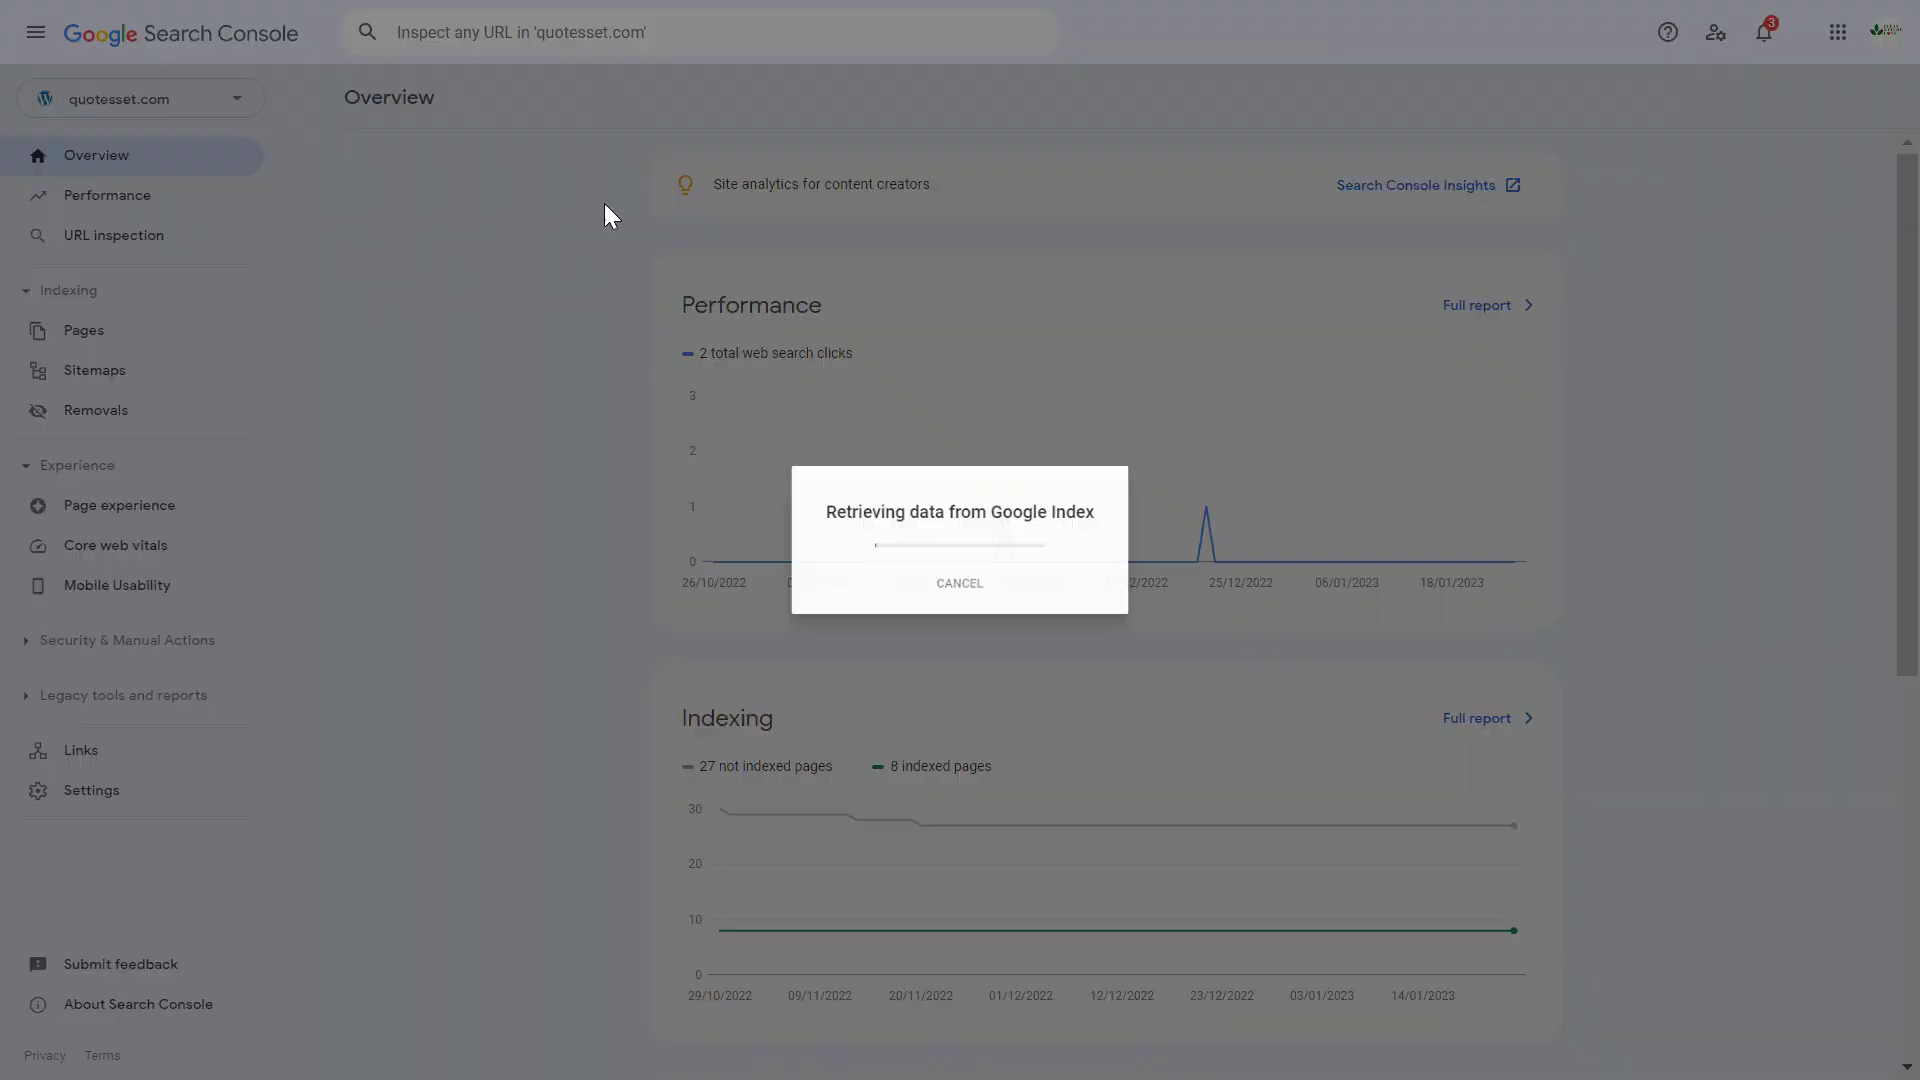 Google Search Console
Inspect any URL in 'quotesset.com'
3
quotesset.com
Overview
Performance
URL inspection
Indexing
Pages
Sitemaps
Removals
Experience
Page experience
Core web vitals
Mobile Usability
Security & Manual Actions
Legacy tools and reports
Links
Settings
Submit feedback
About Search Console
Privacy Terms
Overview
Site analytics for content creators
Search Console Insights
Performance
Full report
2 total web search clicks
3
2
1
0
26/10/2022 2/2022 25/12/2022 06/01/2023 18/01/2023
Retrieving data from Google Index
CANCEL
Indexing
Full report
27 not indexed pages 8 indexed pages
30
20
10
0
29/10/2022 09/11/2022 20/11/2022 01/12/2022 12/12/2022 23/12/2022 03/01/2023 14/01/2023